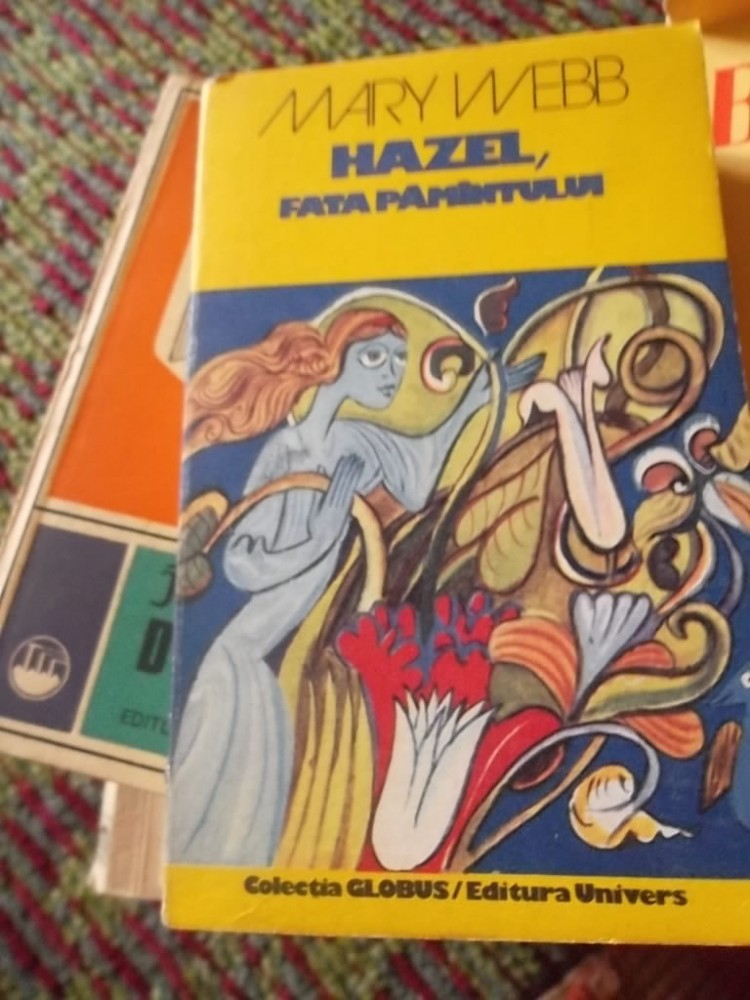 MARY WEBB
HAZEL,
FATA PAMÎNTULUI
Colecția GLOBUS / Editura Univers